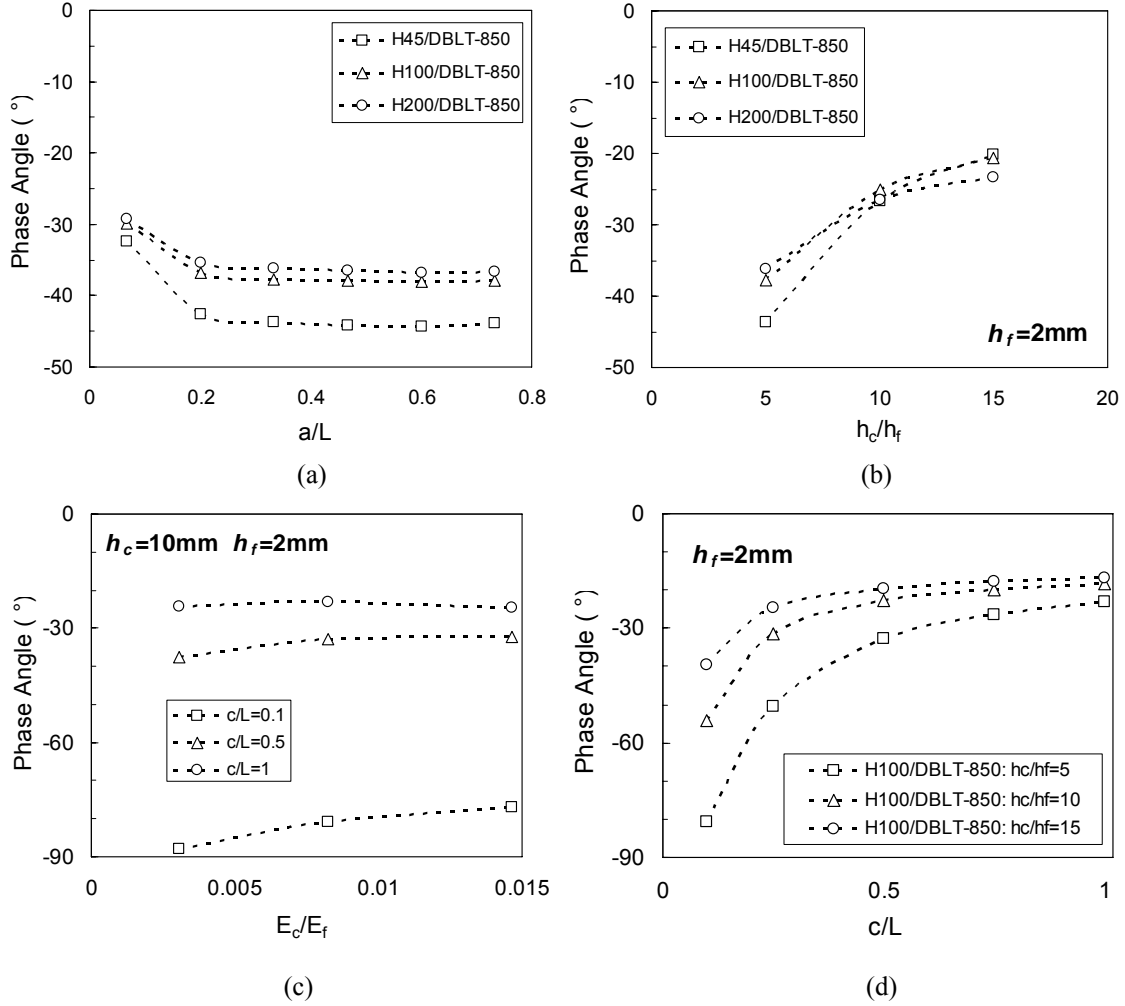 0
-10
-20
-30
-40
-50
Phase Angle ( °)
H45/DBLT-850
H100/DBLT-850
H200/DBLT-850
0 0.2 0.4 0.6 0.8
a/L
(a)
0
-10
-20
-30
-40
-50
Phase Angle ( °)
H45/DBLT-850
H100/DBLT-850
H200/DBLT-850
h_f=2mm
0 5 10 15 20
h_c/h_f
(b)
0
-30
-60
-90
Phase Angle ( °)
h_c=10mm h_f=2mm
c/L=0.1
c/L=0.5
c/L=1
0 0.005 0.01 0.015
E_c/E_f
(c)
0
-30
-60
-90
Phase Angle ( °)
h_f=2mm
H100/DBLT-850: hc/hf=5
H100/DBLT-850: hc/hf=10
H100/DBLT-850: hc/hf=15
0 0.5 1
c/L
(d)